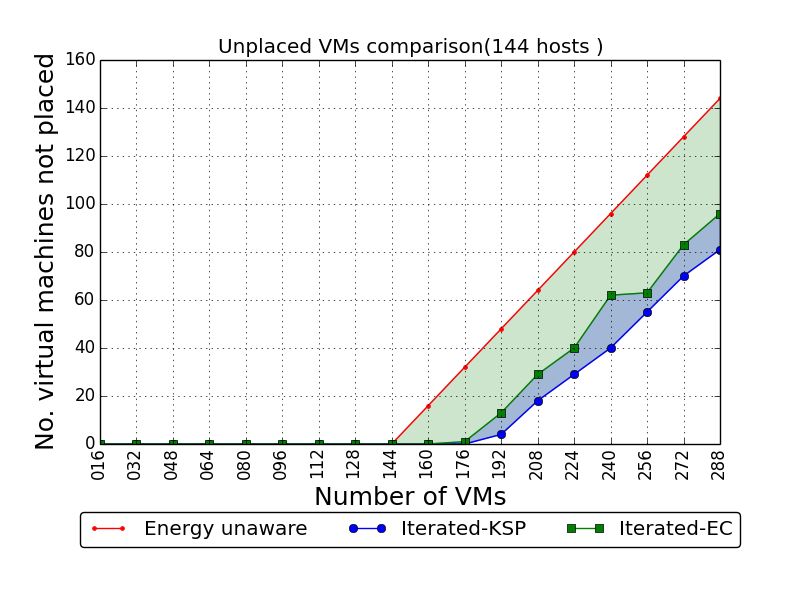 Unplaced VMs comparison(144 hosts )
No. virtual machines not placed
160
140
120
100
80
60
40
20
0
016 032 048 064 080 096 112 128 144 160 176 192 208 224 240 256 272 288
Number of VMs
Energy unaware Iterated-KSP Iterated-EC